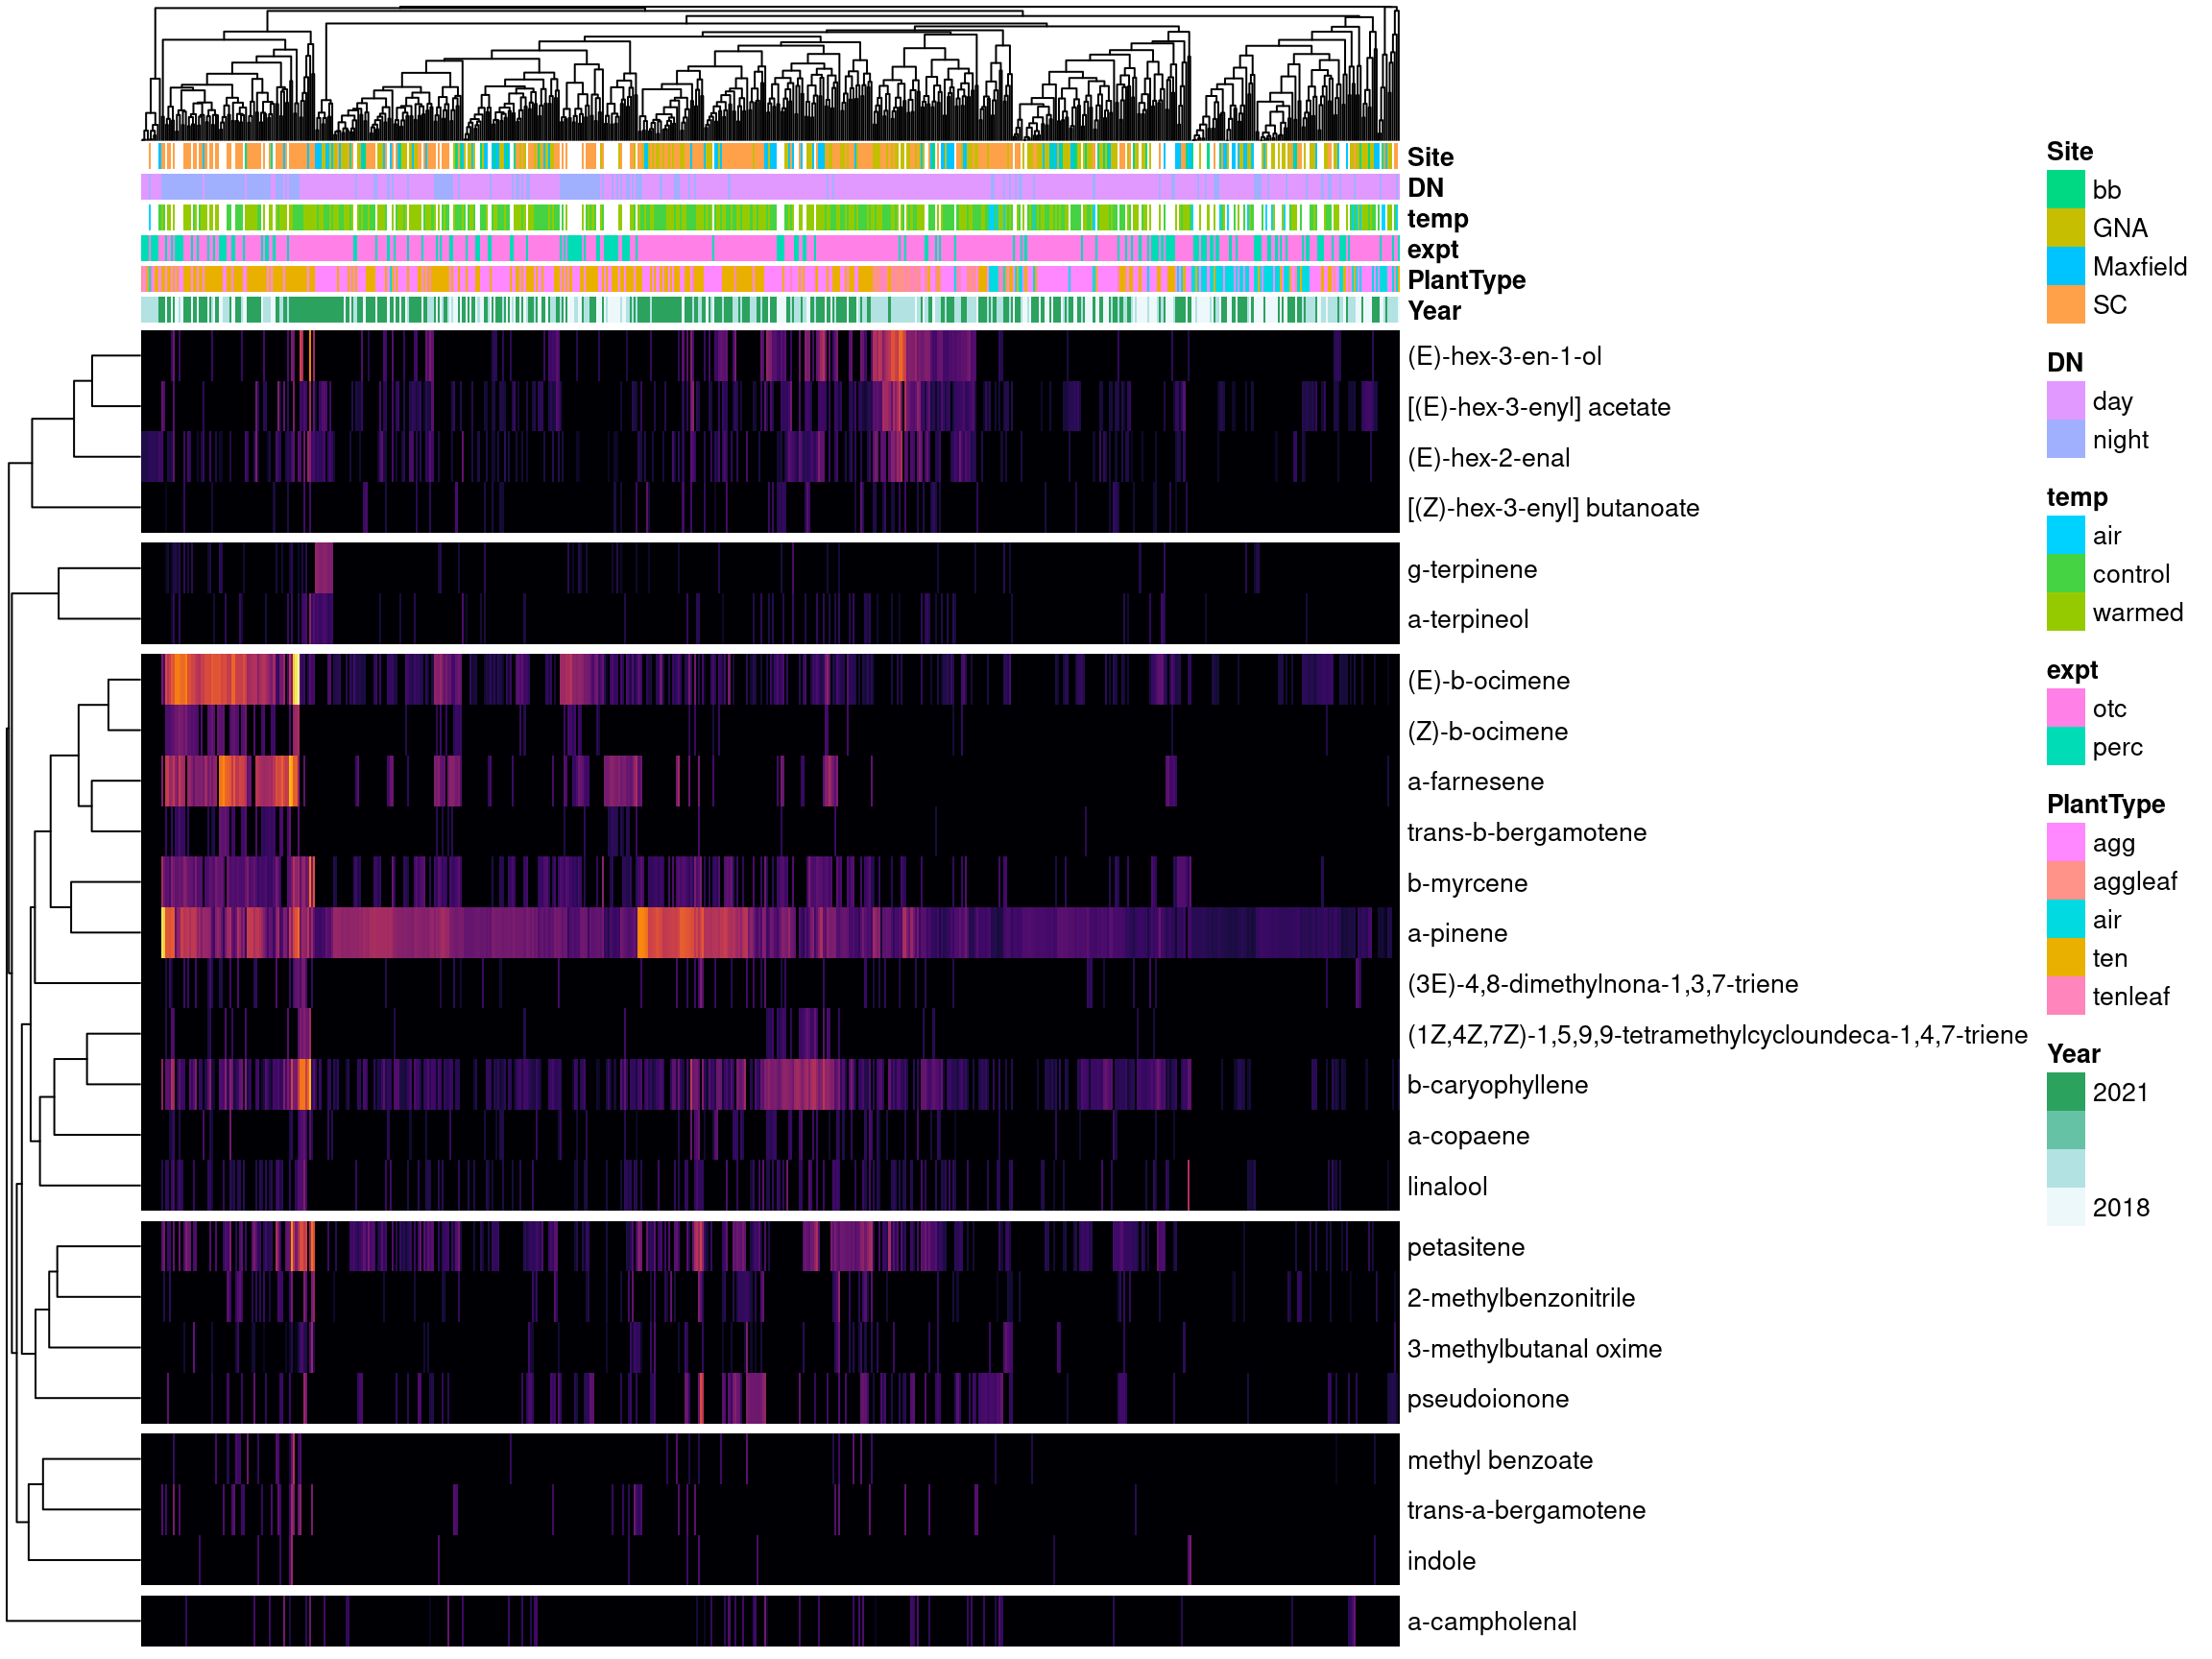 Site
DN
temp
expt
PlantType
Year
(E)-hex-3-en-1-ol
[(E)-hex-3-enyl] acetate
(E)-hex-2-enal
[(Z)-hex-3-enyl] butanoate
g-terpinene
a-terpineol
(E)-b-ocimene
(Z)-b-ocimene
a-farnesene
trans-b-bergamotene
b-myrcene
a-pinene
(3E)-4,8-dimethylnona-1,3,7-triene
(1Z,4Z,7Z)-1,5,9,9-tetramethylcycloundeca-1,4,7-triene
b-caryophyllene
a-copaene
linalool
petasitene
2-methylbenzonitrile
3-methylbutanal oxime
pseudoionone
methyl benzoate
trans-a-bergamotene
indole
a-campholenal
Site
bb
GNA
Maxfield
SC
DN
day
night
temp
air
control
warmed
expt
otc
perc
PlantType
agg
aggleaf
air
ten
tenleaf
Year
2021
2018